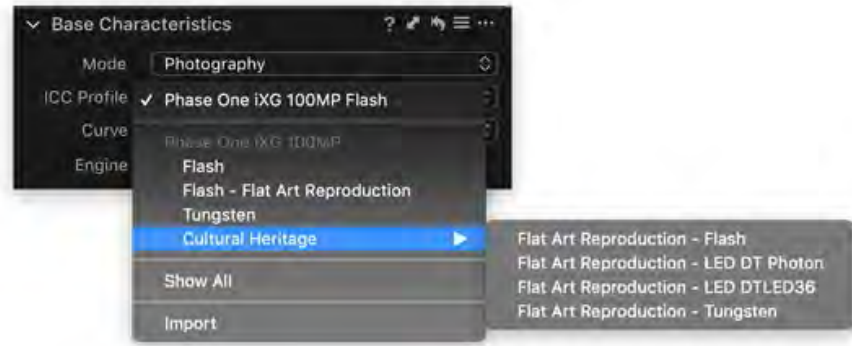 Base Characteristics ? ...
Mode Photography
ICC Profile ✓ Phase One iXG 100MP Flash
Curve
Phase One iXG 100MP
Engine
Flash
Flash - Flat Art Reproduction
Tungsten
Cultural Heritage
Flat Art Reproduction - Flash
Flat Art Reproduction - LED DT Photon
Show All
Flat Art Reproduction - LED DTLED36
Flat Art Reproduction - Tungsten
Import